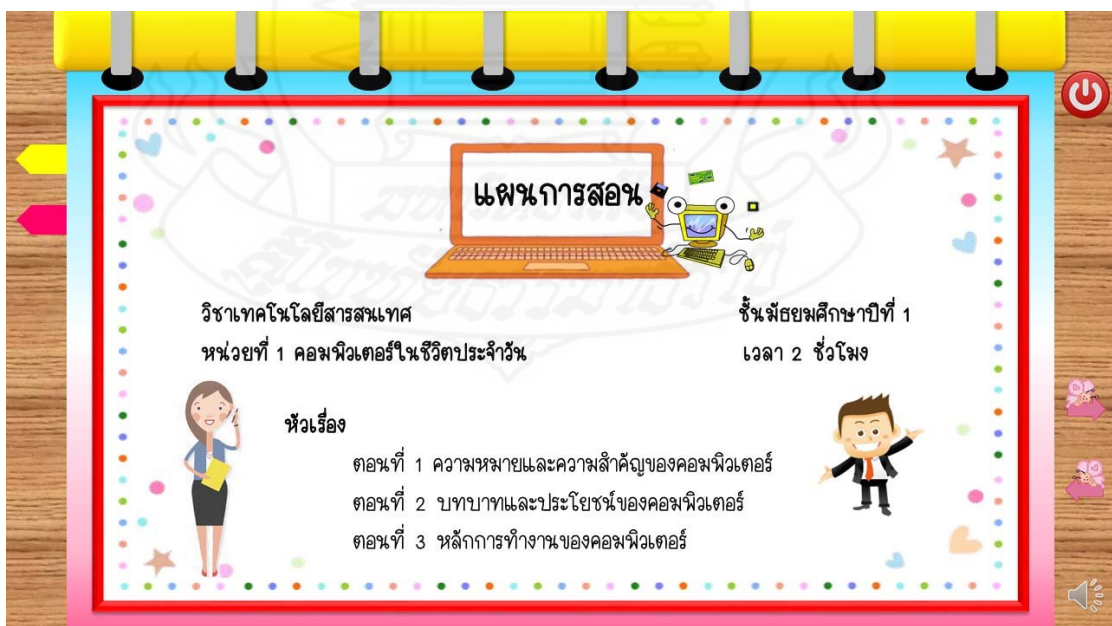 แผนการสอน
วิชาเทคโนโลยีสารสนเทศ ชั้นมัธยมศึกษาปีที่ 1
หน่วยที่ 1 คอมพิวเตอร์ในชีวิตประจำวัน เวลา 2 ชั่วโมง
หัวเรื่อง
ตอนที่ 1 ความหมายและความสำคัญของคอมพิวเตอร์
ตอนที่ 2 บทบาทและประโยชน์ของคอมพิวเตอร์
ตอนที่ 3 หลักการทำงานของคอมพิวเตอร์